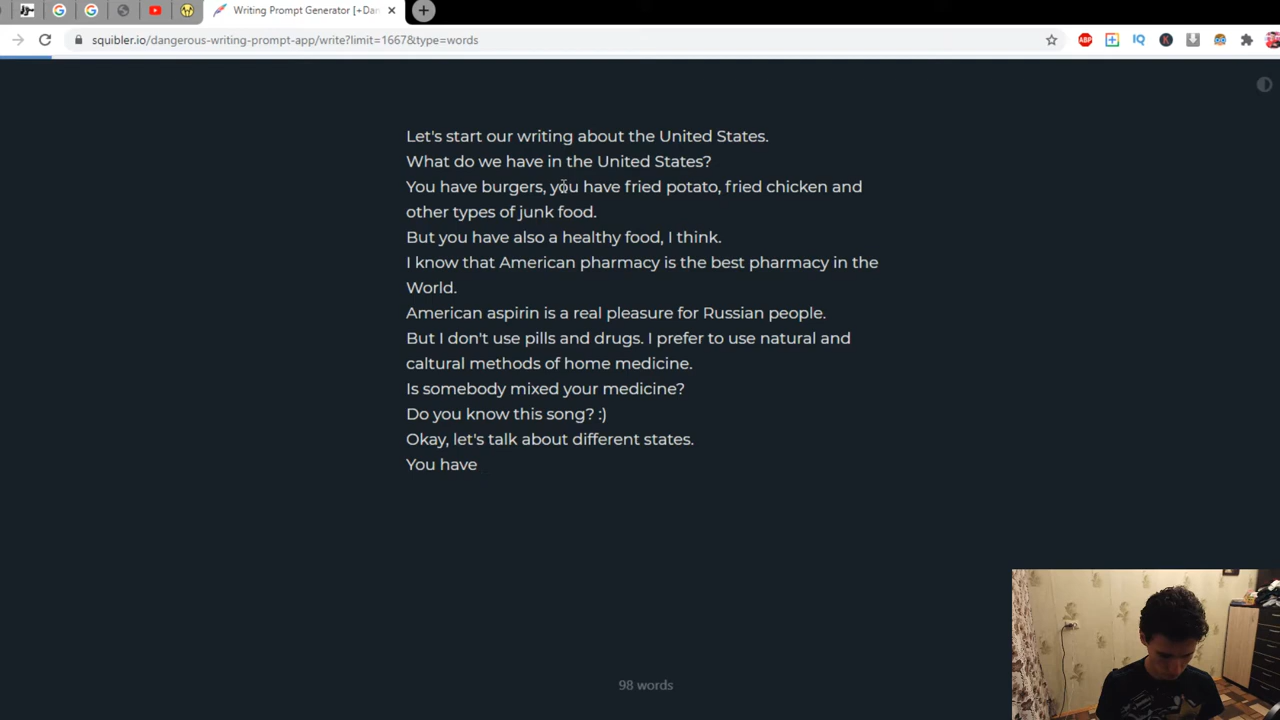 Writing Prompt Generator [+Dan
squibler.io/dangerous-writing-prompt-app/write?limit=1667&type=words
ABP
IQ
K
Let's start our writing about the United States.
What do we have in the United States?
You have burgers, you have fried potato, fried chicken and
other types of junk food.
But you have also a healthy food, I think.
I know that American pharmacy is the best pharmacy in the
World.
American aspirin is a real pleasure for Russian people.
But I don't use pills and drugs. I prefer to use natural and
caltural methods of home medicine.
Is somebody mixed your medicine?
Do you know this song? :)
Okay, let's talk about different states.
You have
98 words